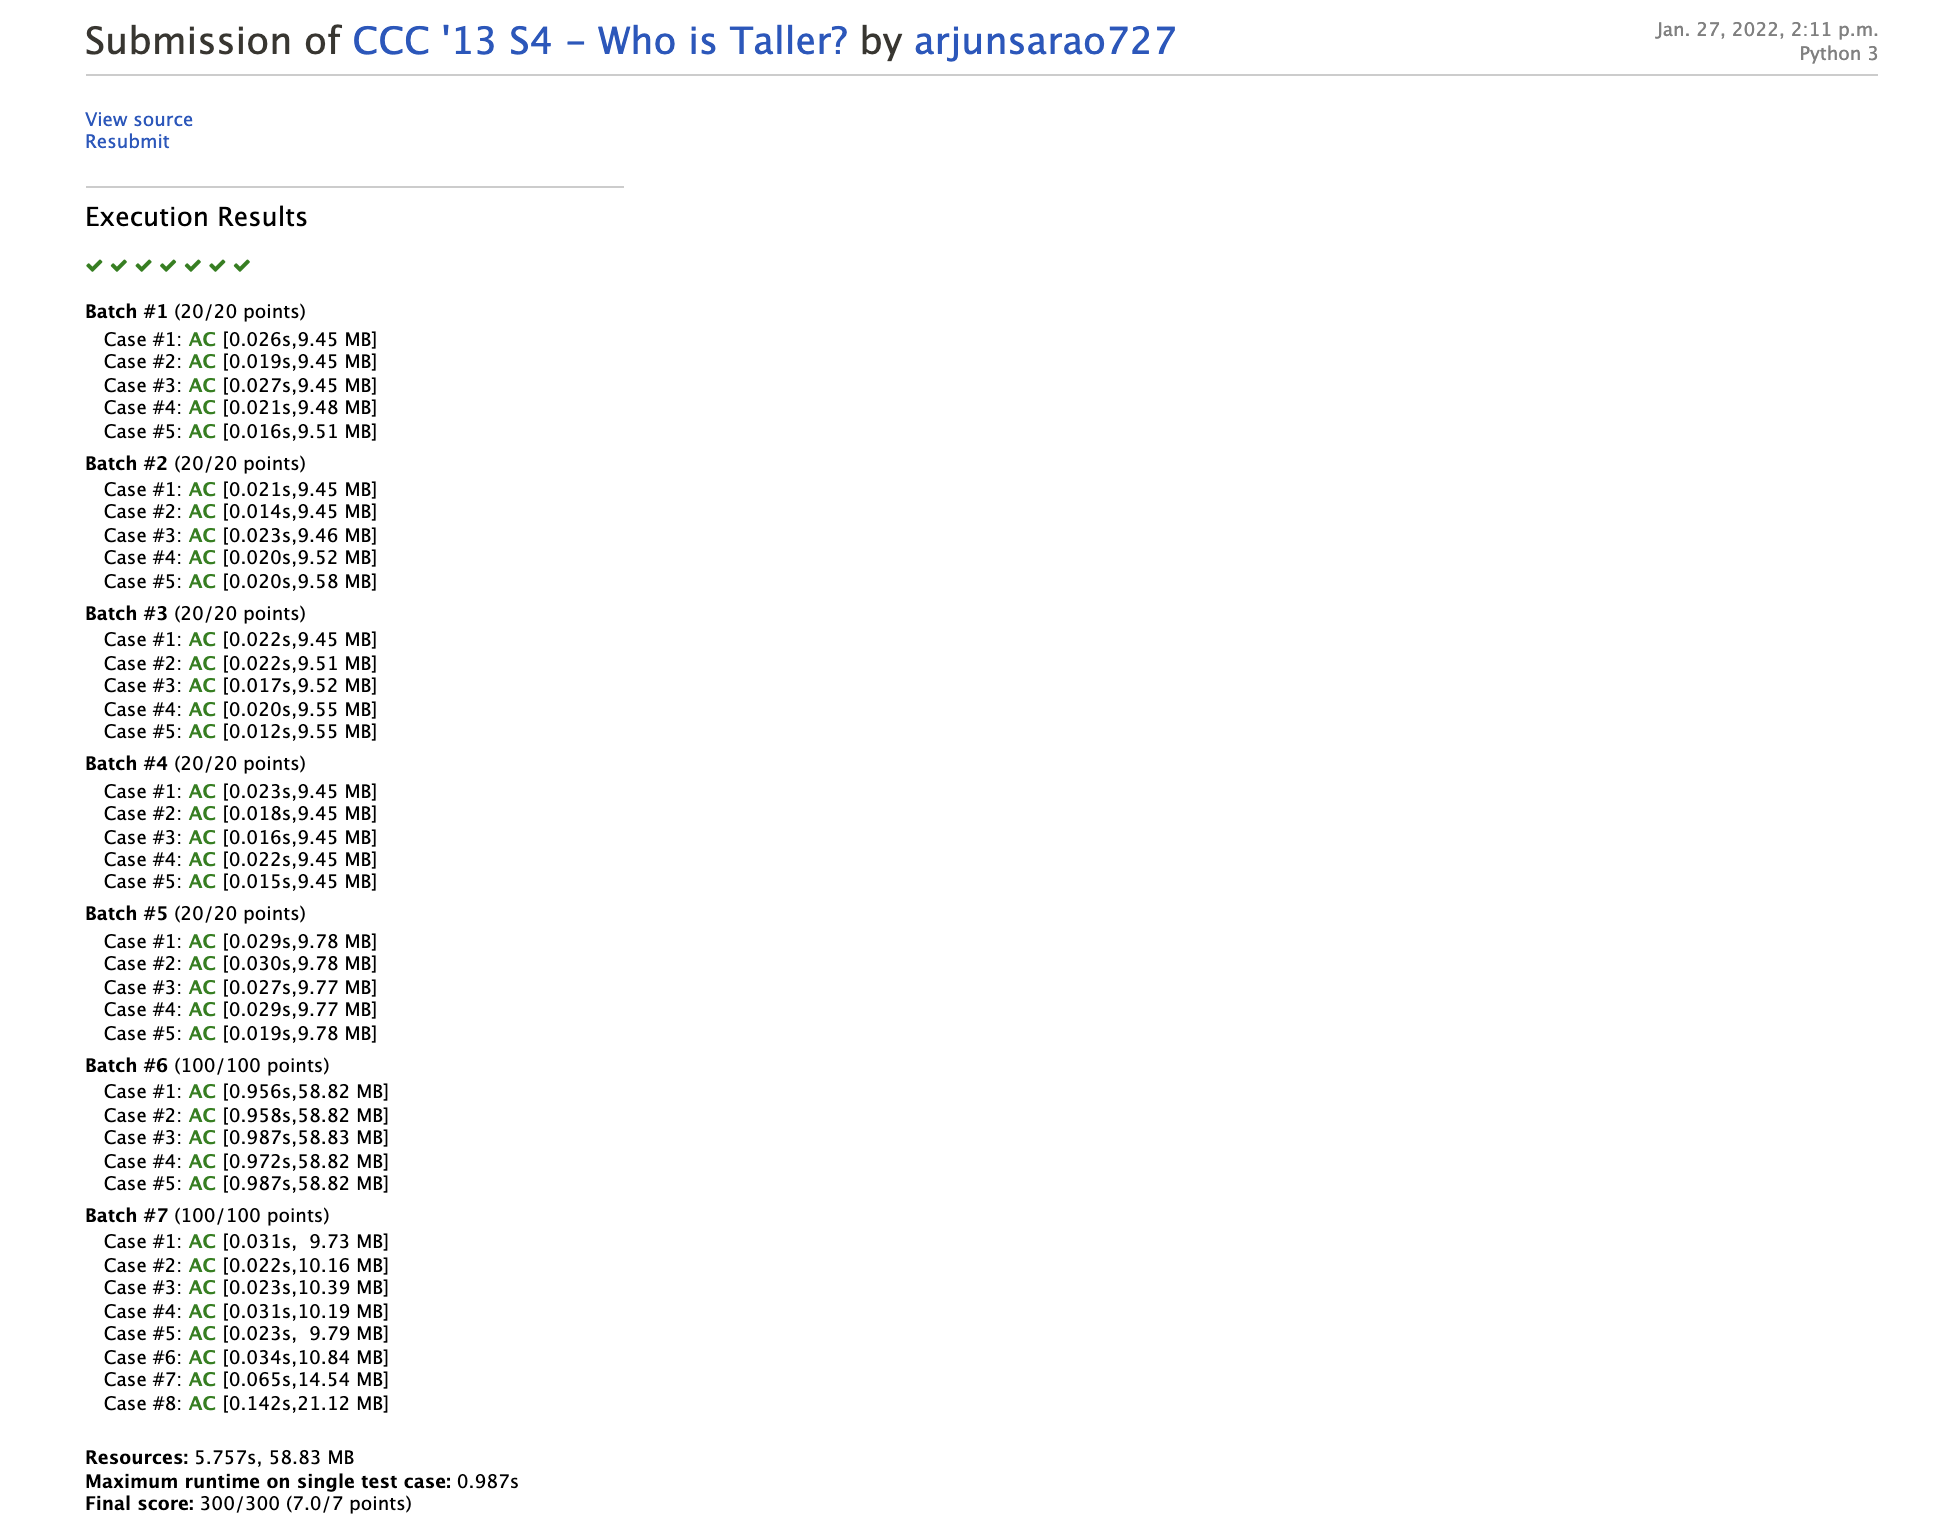 Submission of CCC '13 S4 - Who is Taller? by arjunsarao727
Jan. 27, 2022, 2:11 p.m.
Python 3
View source
Resubmit
Execution Results
Batch #1 (20/20 points)
Case #1: AC [0.026s,9.45 MB]
Case #2: AC [0.019s,9.45 MB]
Case #3: AC [0.027s,9.45 MB]
Case #4: AC [0.021s,9.48 MB]
Case #5: AC [0.016s,9.51 MB]
Batch #2 (20/20 points)
Case #1: AC [0.021s,9.45 MB]
Case #2: AC [0.014s,9.45 MB]
Case #3: AC [0.023s,9.46 MB]
Case #4: AC [0.020s,9.52 MB]
Case #5: AC [0.020s,9.58 MB]
Batch #3 (20/20 points)
Case #1: AC [0.022s,9.45 MB]
Case #2: AC [0.022s,9.51 MB]
Case #3: AC [0.017s,9.52 MB]
Case #4: AC [0.020s,9.55 MB]
Case #5: AC [0.012s,9.55 MB]
Batch #4 (20/20 points)
Case #1: AC [0.023s,9.45 MB]
Case #2: AC [0.018s,9.45 MB]
Case #3: AC [0.016s,9.45 MB]
Case #4: AC [0.022s,9.45 MB]
Case #5: AC [0.015s,9.45 MB]
Batch #5 (20/20 points)
Case #1: AC [0.029s,9.78 MB]
Case #2: AC [0.030s,9.78 MB]
Case #3: AC [0.027s,9.77 MB]
Case #4: AC [0.029s,9.77 MB]
Case #5: AC [0.019s,9.78 MB]
Batch #6 (100/100 points)
Case #1: AC [0.956s,58.82 MB]
Case #2: AC [0.958s,58.82 MB]
Case #3: AC [0.987s,58.83 MB]
Case #4: AC [0.972s,58.82 MB]
Case #5: AC [0.987s,58.82 MB]
Batch #7 (100/100 points)
Case #1: AC [0.031s, 9.73 MB]
Case #2: AC [0.022s,10.16 MB]
Case #3: AC [0.023s,10.39 MB]
Case #4: AC [0.031s,10.19 MB]
Case #5: AC [0.023s, 9.79 MB]
Case #6: AC [0.034s,10.84 MB]
Case #7: AC [0.065s,14.54 MB]
Case #8: AC [0.142s,21.12 MB]
Resources: 5.757s, 58.83 MB
Maximum runtime on single test case: 0.987s
Final score: 300/300 (7.0/7 points)